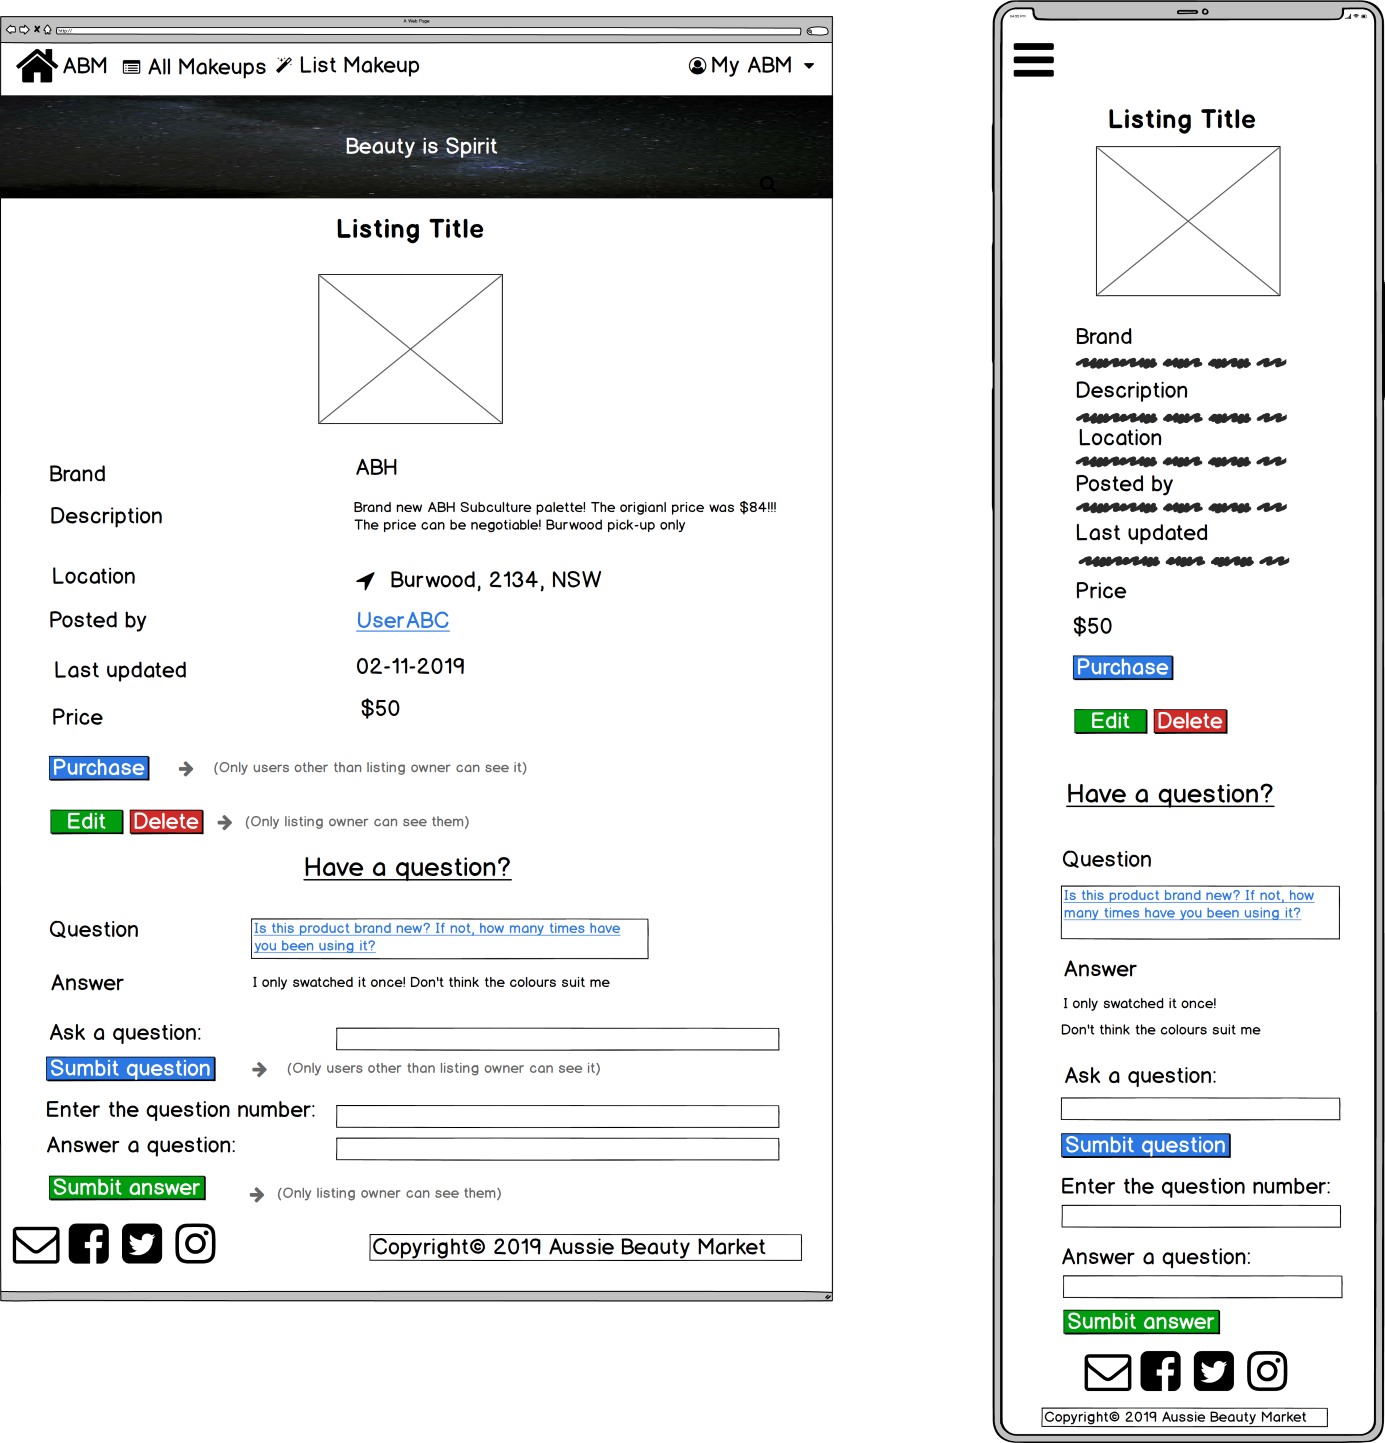 A Web Page
http://
ABM All Makeups List Makeup My ABM
Beauty is Spirit
Listing Title
Brand ABH
Description Brand new ABH Subculture palette! The origianl price was $84!!!
The price can be negotiable! Burwood pick-up only
Location Burwood, 2134, NSW
Posted by UserABC
Last updated 02-11-2019
Price $50
Purchase (Only users other than listing owner can see it)
Edit Delete (Only listing owner can see them)
Have a question?
Question Is this product brand new? If not, how many times have
you been using it?
Answer I only swatched it once! Don't think the colours suit me
Ask a question:
Sumbit question (Only users other than listing owner can see it)
Enter the question number:
Answer a question:
Sumbit answer (Only listing owner can see them)
Copyright© 2019 Aussie Beauty Market
Listing Title
Brand
Description
Location
Posted by
Last updated
Price
$50
Purchase
Edit Delete
Have a question?
Question
Is this product brand new? If not, how
many times have you been using it?
Answer
I only swatched it once!
Don't think the colours suit me
Ask a question:
Sumbit question
Enter the question number:
Answer a question:
Sumbit answer
Copyright© 2019 Aussie Beauty Market